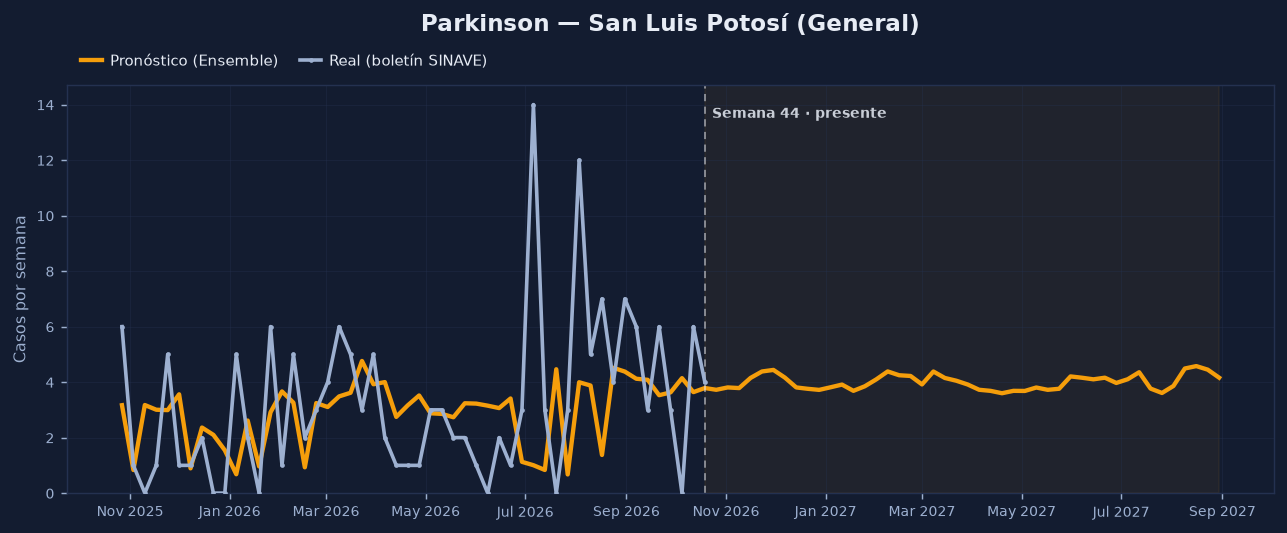 Parkinson — San Luis Potosí (General)
Pronóstico (Ensemble)
Real (boletín SINAVE)
Semana 44 · presente
Casos por semana
14
12
10
8
6
4
2
0
Nov 2025
Jan 2026
Mar 2026
May 2026
Jul 2026
Sep 2026
Nov 2026
Jan 2027
Mar 2027
May 2027
Jul 2027
Sep 2027